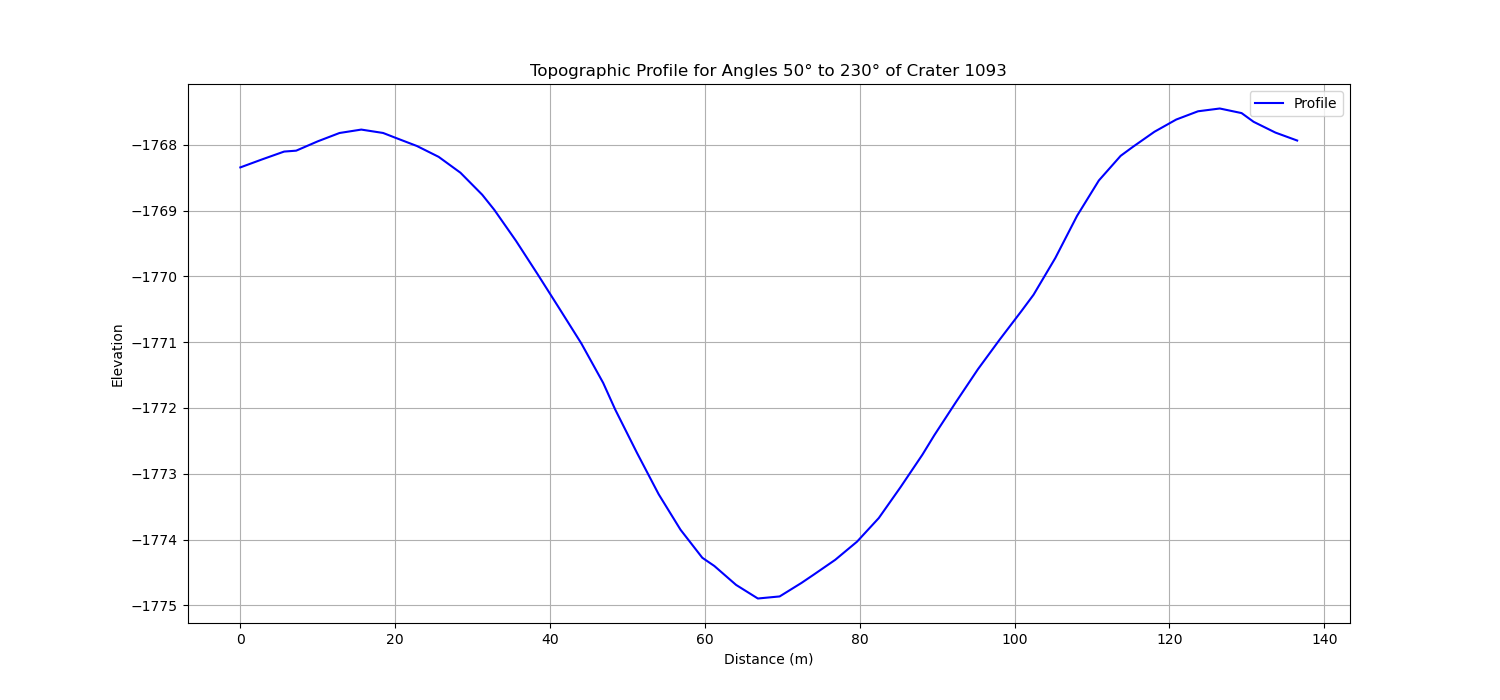 Topographic Profile for Angles 50° to 230° of Crater 1093
Profile
Elevation
−1768
−1769
−1770
−1771
−1772
−1773
−1774
−1775
0 20 40 60 80 100 120 140
Distance (m)